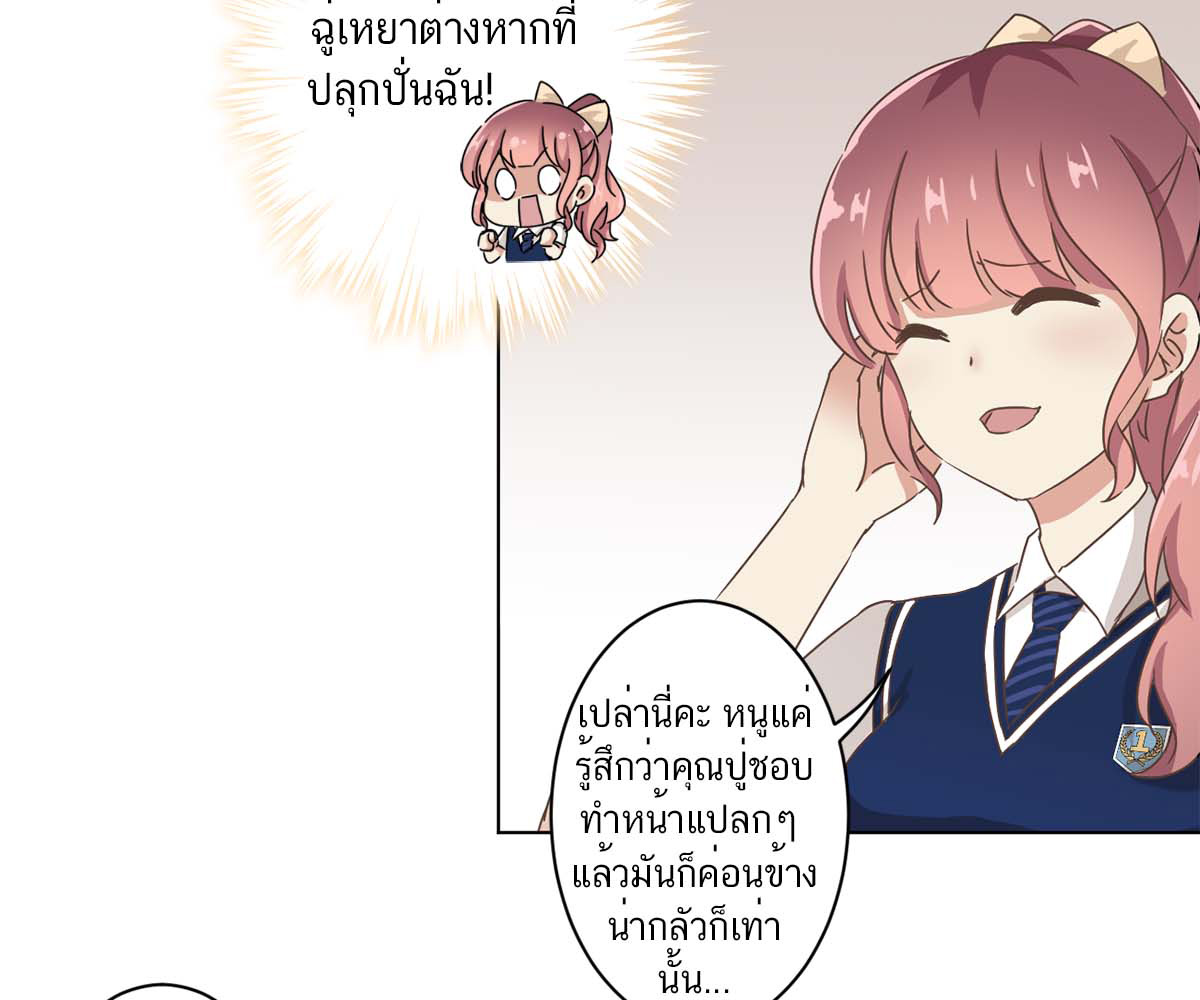 ฉู่เหยาต่างหากที่
ปลุกปั่นฉัน!
เปล่านี่คะ หนูแค่
รู้สึกว่าคุณปู่ชอบ
ทำหน้าแปลกๆ
แล้วมันก็ค่อนข้าง
น่ากลัวก็เท่า
นั้น...
1